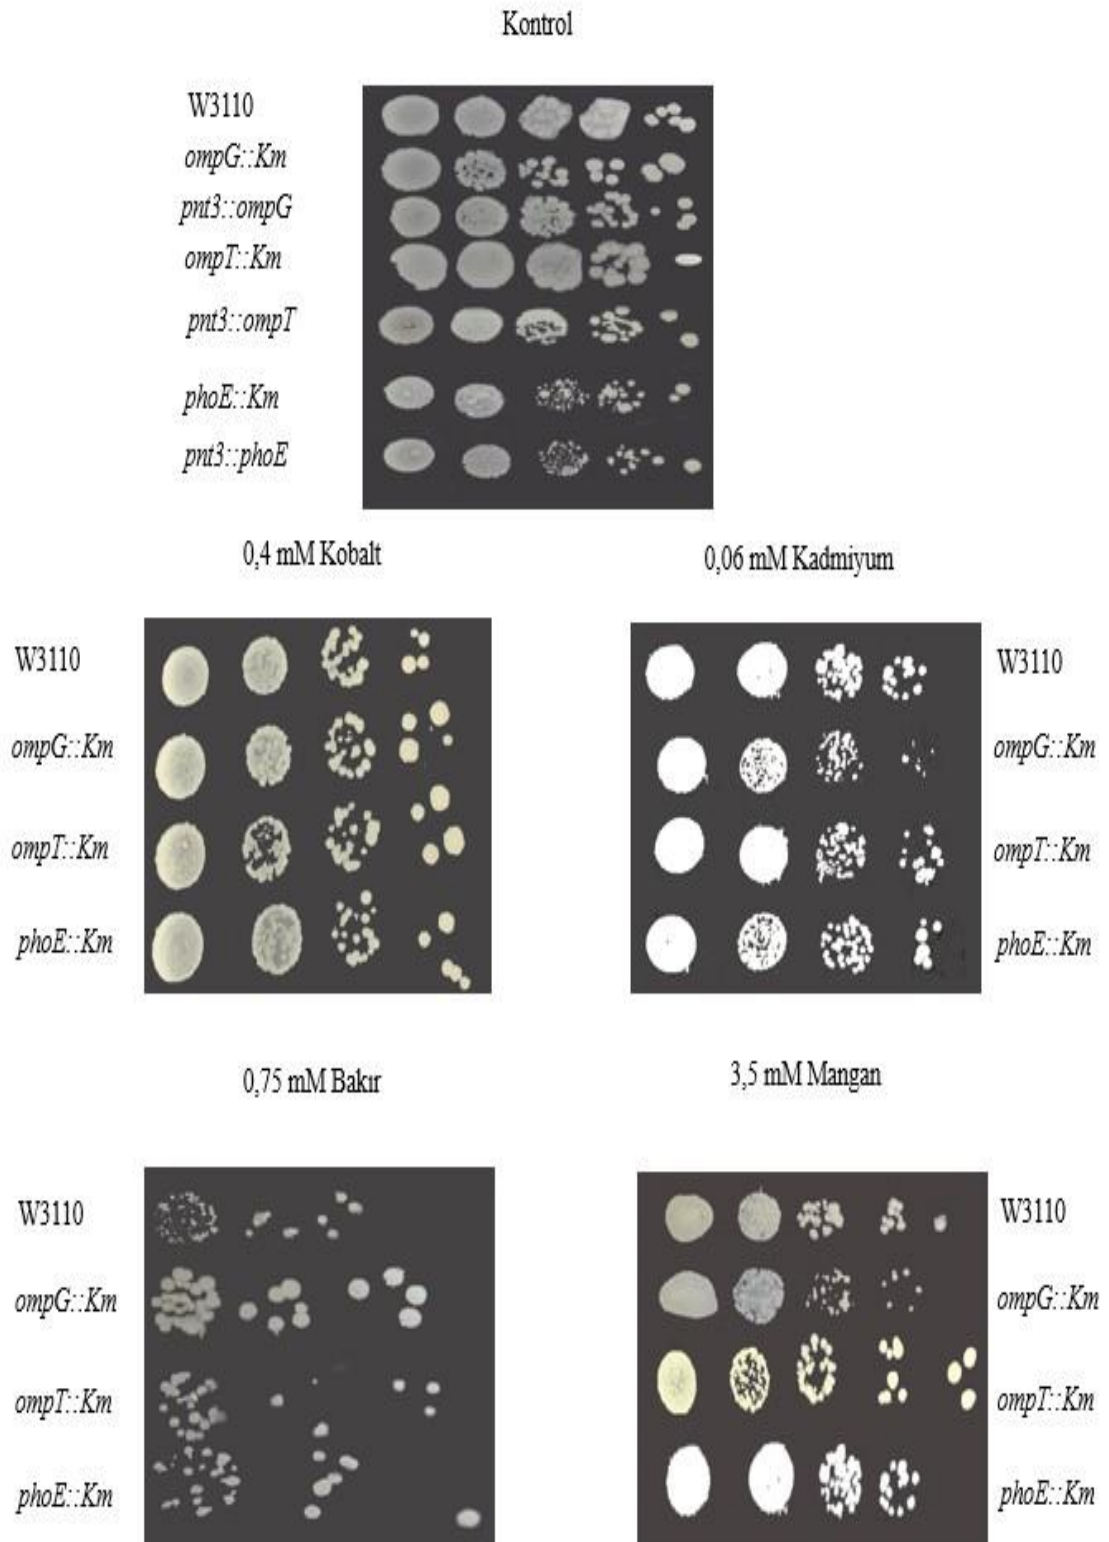 Kontrol
W3110
ompG::Km
pnt3::ompG
ompT::Km
pnt3::ompT
phoE::Km
pnt3::phoE
0,4 mM Kobalt
W3110
ompG::Km
ompT::Km
phoE::Km
0,06 mM Kadmiyum
W3110
ompG::Km
ompT::Km
phoE::Km
0,75 mM Bakır
W3110
ompG::Km
ompT::Km
phoE::Km
3,5 mM Mangan
W3110
ompG::Km
ompT::Km
phoE::Km